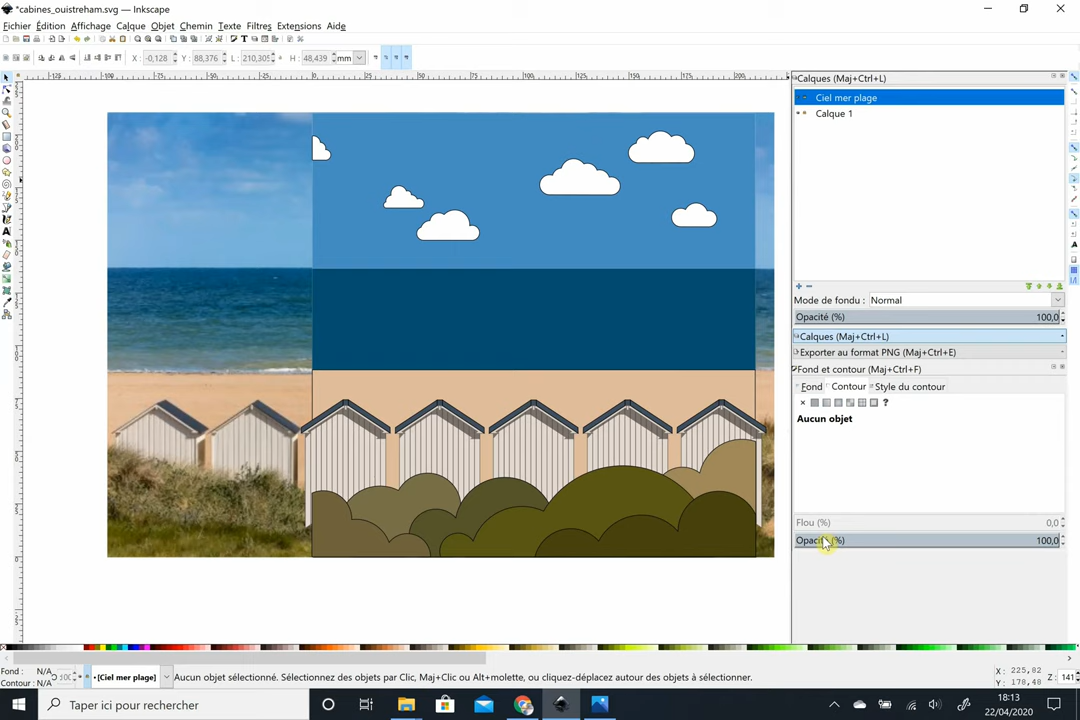 *cabines_ouistreham.svg — Inkscape
Fichier Édition Affichage Calque Objet Chemin Texte Filtres Extensions Aide
X : -0,128 Y : 88,376 L : 210,305 H : 48,439 mm
Calques (Maj+Ctrl+L)
Ciel mer plage
Calque 1
Mode de fondu : Normal
Opacité (%) 100,0
Calques (Maj+Ctrl+L)
Exporter au format PNG (Maj+Ctrl+E)
Fond et contour (Maj+Ctrl+F)
Fond Contour Style du contour
?
Aucun objet
Flou (%) 0,0
Opacité (%) 100,0
Fond : N/A
Contour : N/A
[Ciel mer plage] Aucun objet sélectionné. Sélectionnez des objets par Clic, Maj+Clic ou Alt+molette, ou cliquez-déplacez autour des objets à sélectionner.
X : 225,82
Y : 178,48
Z : 141
Taper ici pour rechercher
18:13
22/04/2020